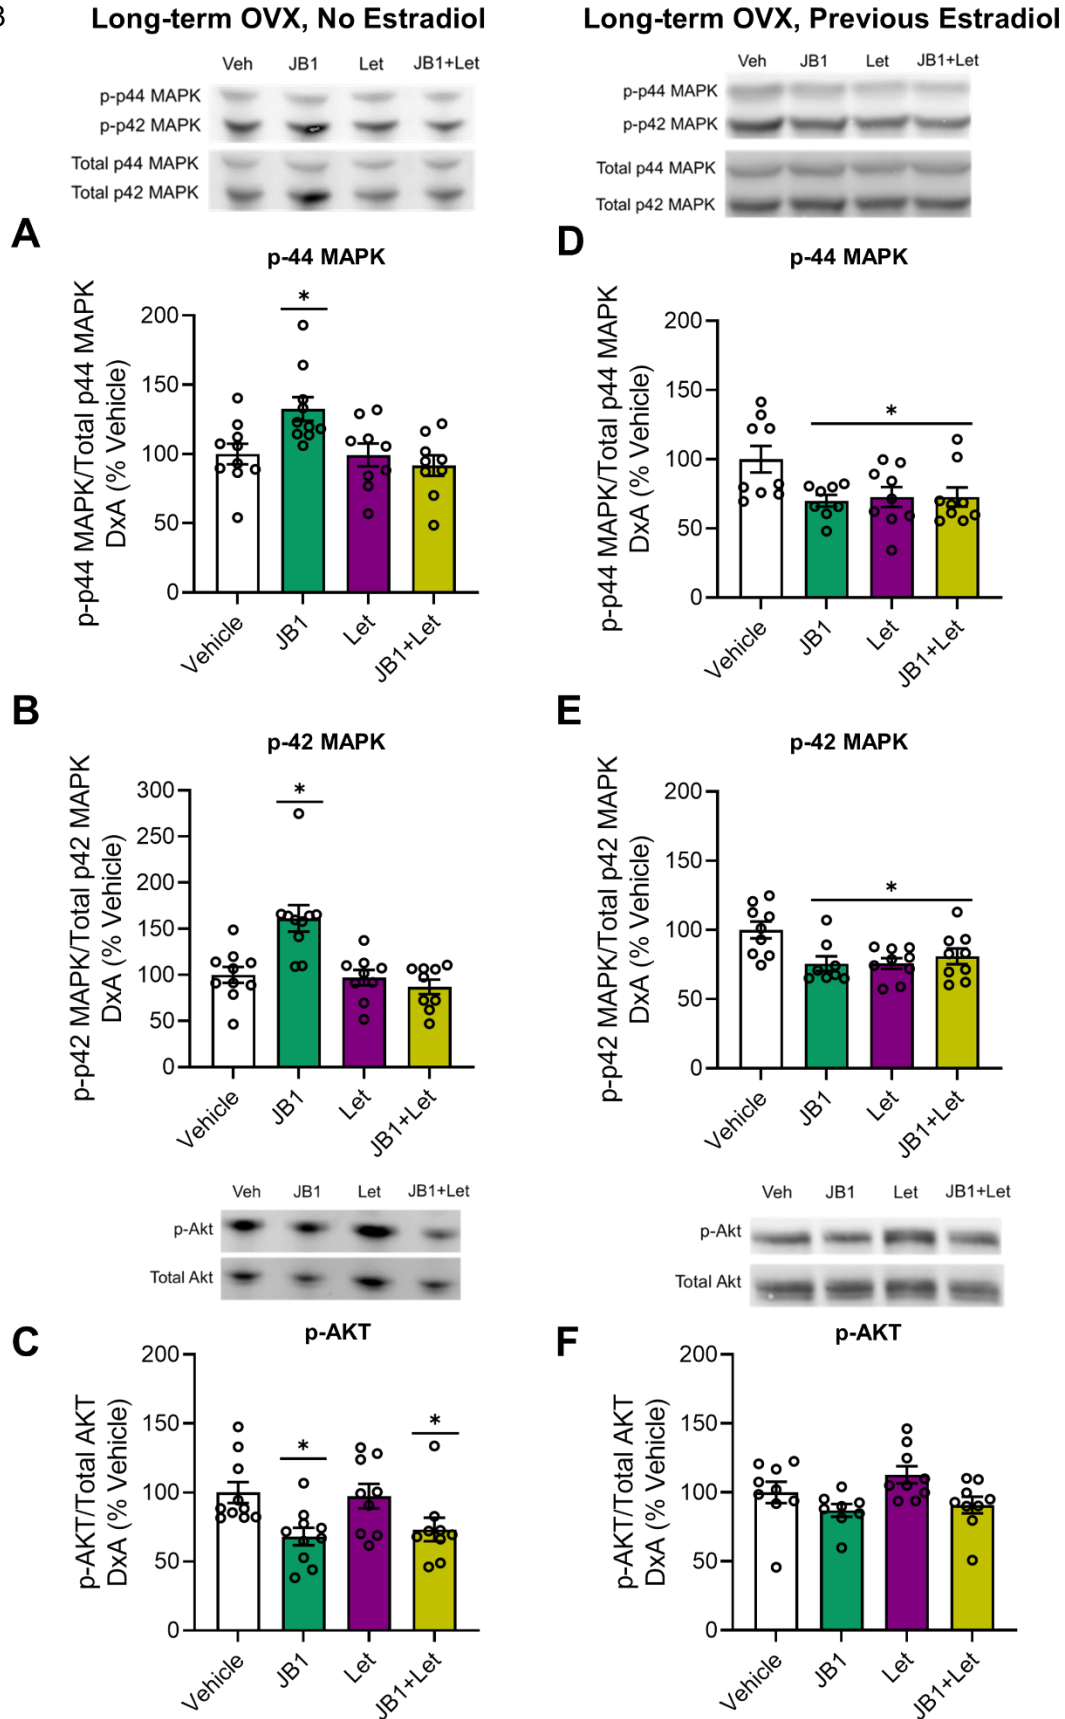 3
Long-term OVX, No Estradiol
Veh JB1 Let JB1+Let
p-p44 MAPK
p-p42 MAPK
Total p44 MAPK
Total p42 MAPK
Long-term OVX, Previous Estradiol
Veh JB1 Let JB1+Let
p-p44 MAPK
p-p42 MAPK
Total p44 MAPK
Total p42 MAPK
A
p-44 MAPK
p-p44 MAPK/Total p44 MAPK
DxA (% Vehicle)
200
150
100
50
0
*
Vehicle
JB1
Let
JB1+Let
D
p-44 MAPK
p-p44 MAPK/Total p44 MAPK
DxA (% Vehicle)
200
150
100
50
0
*
Vehicle
JB1
Let
JB1+Let
B
p-42 MAPK
p-p42 MAPK/Total p42 MAPK
DxA (% Vehicle)
300
250
200
150
100
50
0
*
Vehicle
JB1
Let
JB1+Let
E
p-42 MAPK
p-p42 MAPK/Total p42 MAPK
DxA (% Vehicle)
200
150
100
50
0
*
Vehicle
JB1
Let
JB1+Let
Veh JB1 Let JB1+Let
p-Akt
Total Akt
Veh JB1 Let JB1+Let
p-Akt
Total Akt
C
p-AKT
p-AKT/Total AKT
DxA (% Vehicle)
200
150
100
50
0
*
*
Vehicle
JB1
Let
JB1+Let
F
p-AKT
p-AKT/Total AKT
DxA (% Vehicle)
200
150
100
50
0
Vehicle
JB1
Let
JB1+Let